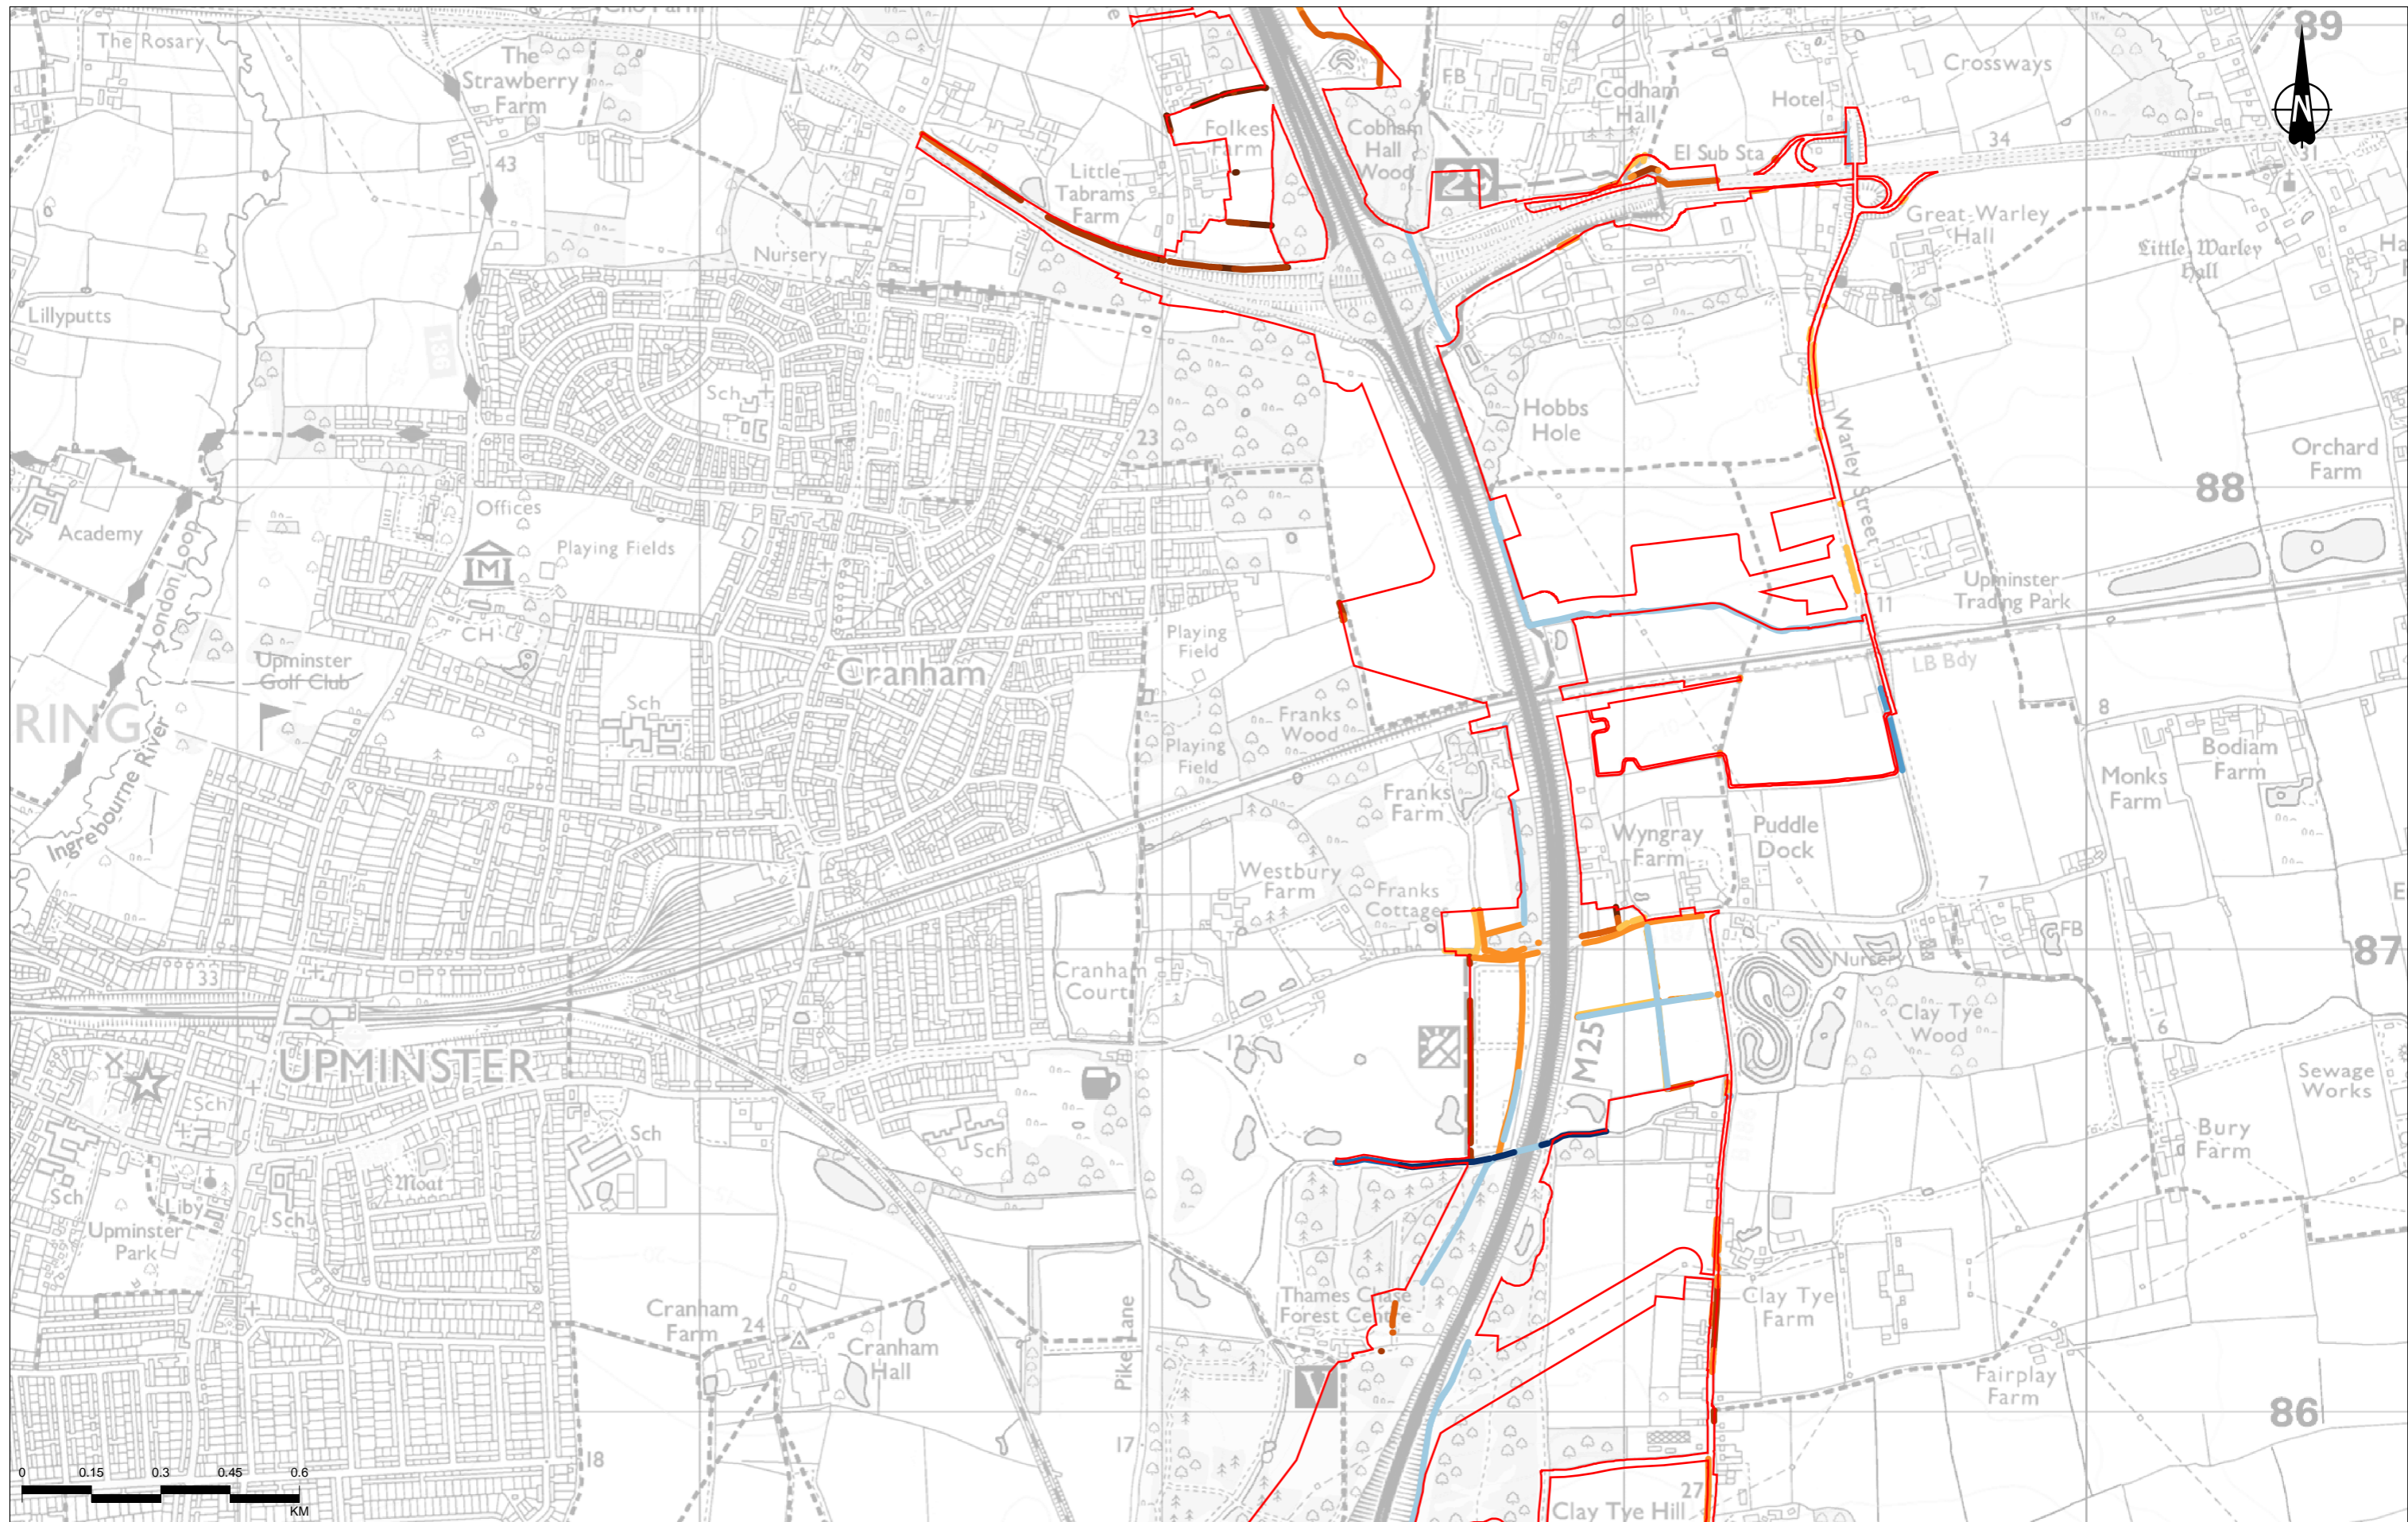 89
The Rosary
The
Strawberry
Farm
FB
Codham
Hall
Crossways
Hotel
N
Folkes
Farm
Cobham
Hall
Wood
El Sub Sta
34
31
43
Little
Tabrams
Farm
29
Great Warley
Hall
Little Warley
Hall
Nursery
Lillyputts
Sch
Hobbs
Hole
23
Warley Street
Orchard
Farm
88
Offices
Academy
Playing Fields
London Loop
M
Upminster
Trading Park
11
CH
Playing
Field
Upminster
Golf Club
Cranham
LB Bdy
Sch
RING
Franks
Wood
8
Playing
Field
Bodiam
Farm
Monks
Farm
Ingrebourne River
Franks
Farm
Wyngray
Farm
Puddle
Dock
Westbury
Farm
Franks
Cottages
7
FB
87
Nursery
33
Cranham
Court
Clay Tye
Wood
6
12
M25
UPMINSTER
Sewage
Works
Sch
Sch
Sch
Bury
Farm
Moat
Sch
Liby
Sch
Upminster
Park
Thames Chase
Forest Centre
Clay Tye
Farm
Cranham
Farm
24
Cranham
Hall
Pike Lane
Fairplay
Farm
V
86
17
18
0 0.15 0.3 0.45 0.6
KM
27
Clay Tye Hill